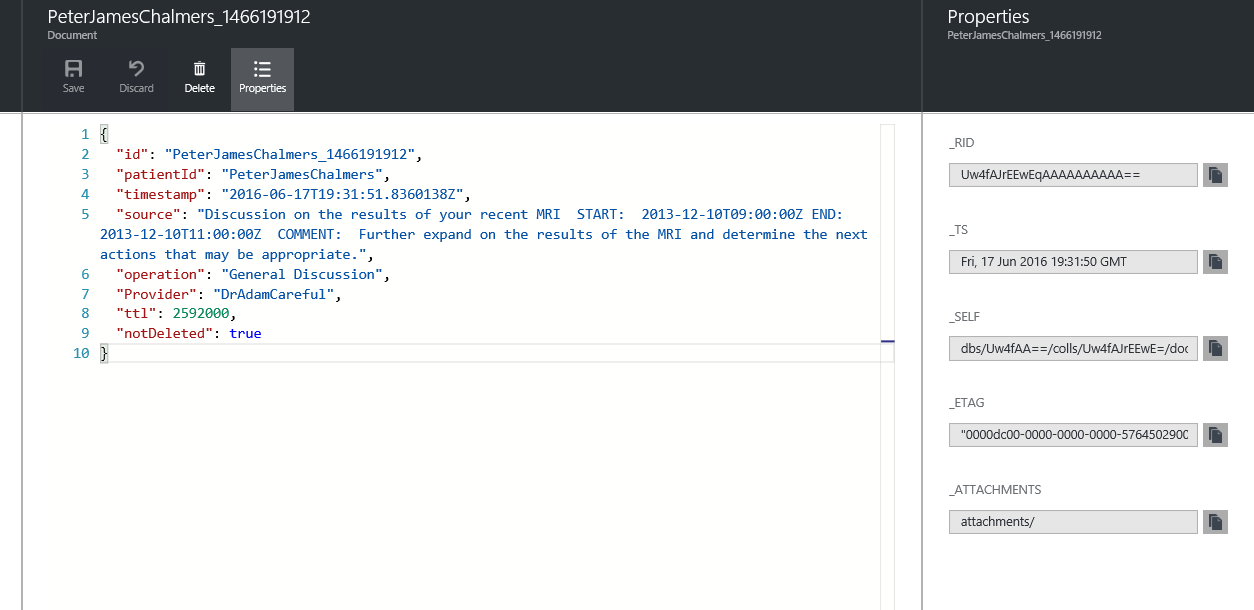 PeterJamesChalmers_1466191912
Document
Save
Discard
Delete
Properties
1 {
2 "id": "PeterJamesChalmers_1466191912",
3 "patientId": "PeterJamesChalmers",
4 "timestamp": "2016-06-17T19:31:51.8360138Z",
5 "source": "Discussion on the results of your recent MRI  START:  2013-12-10T09:00:00Z END:
2013-12-10T11:00:00Z  COMMENT:  Further expand on the results of the MRI and determine the next
actions that may be appropriate.",
6 "operation": "General Discussion",
7 "Provider": "DrAdamCareful",
8 "ttl": 2592000,
9 "notDeleted": true
10 }
Properties
PeterJamesChalmers_1466191912
_RID
Uw4fAJrEEwEqAAAAAAAAAA==
_TS
Fri, 17 Jun 2016 19:31:50 GMT
_SELF
dbs/Uw4fAA==/colls/Uw4fAJrEEwE=/doc
_ETAG
"0000dc00-0000-0000-0000-5764502900
_ATTACHMENTS
attachments/